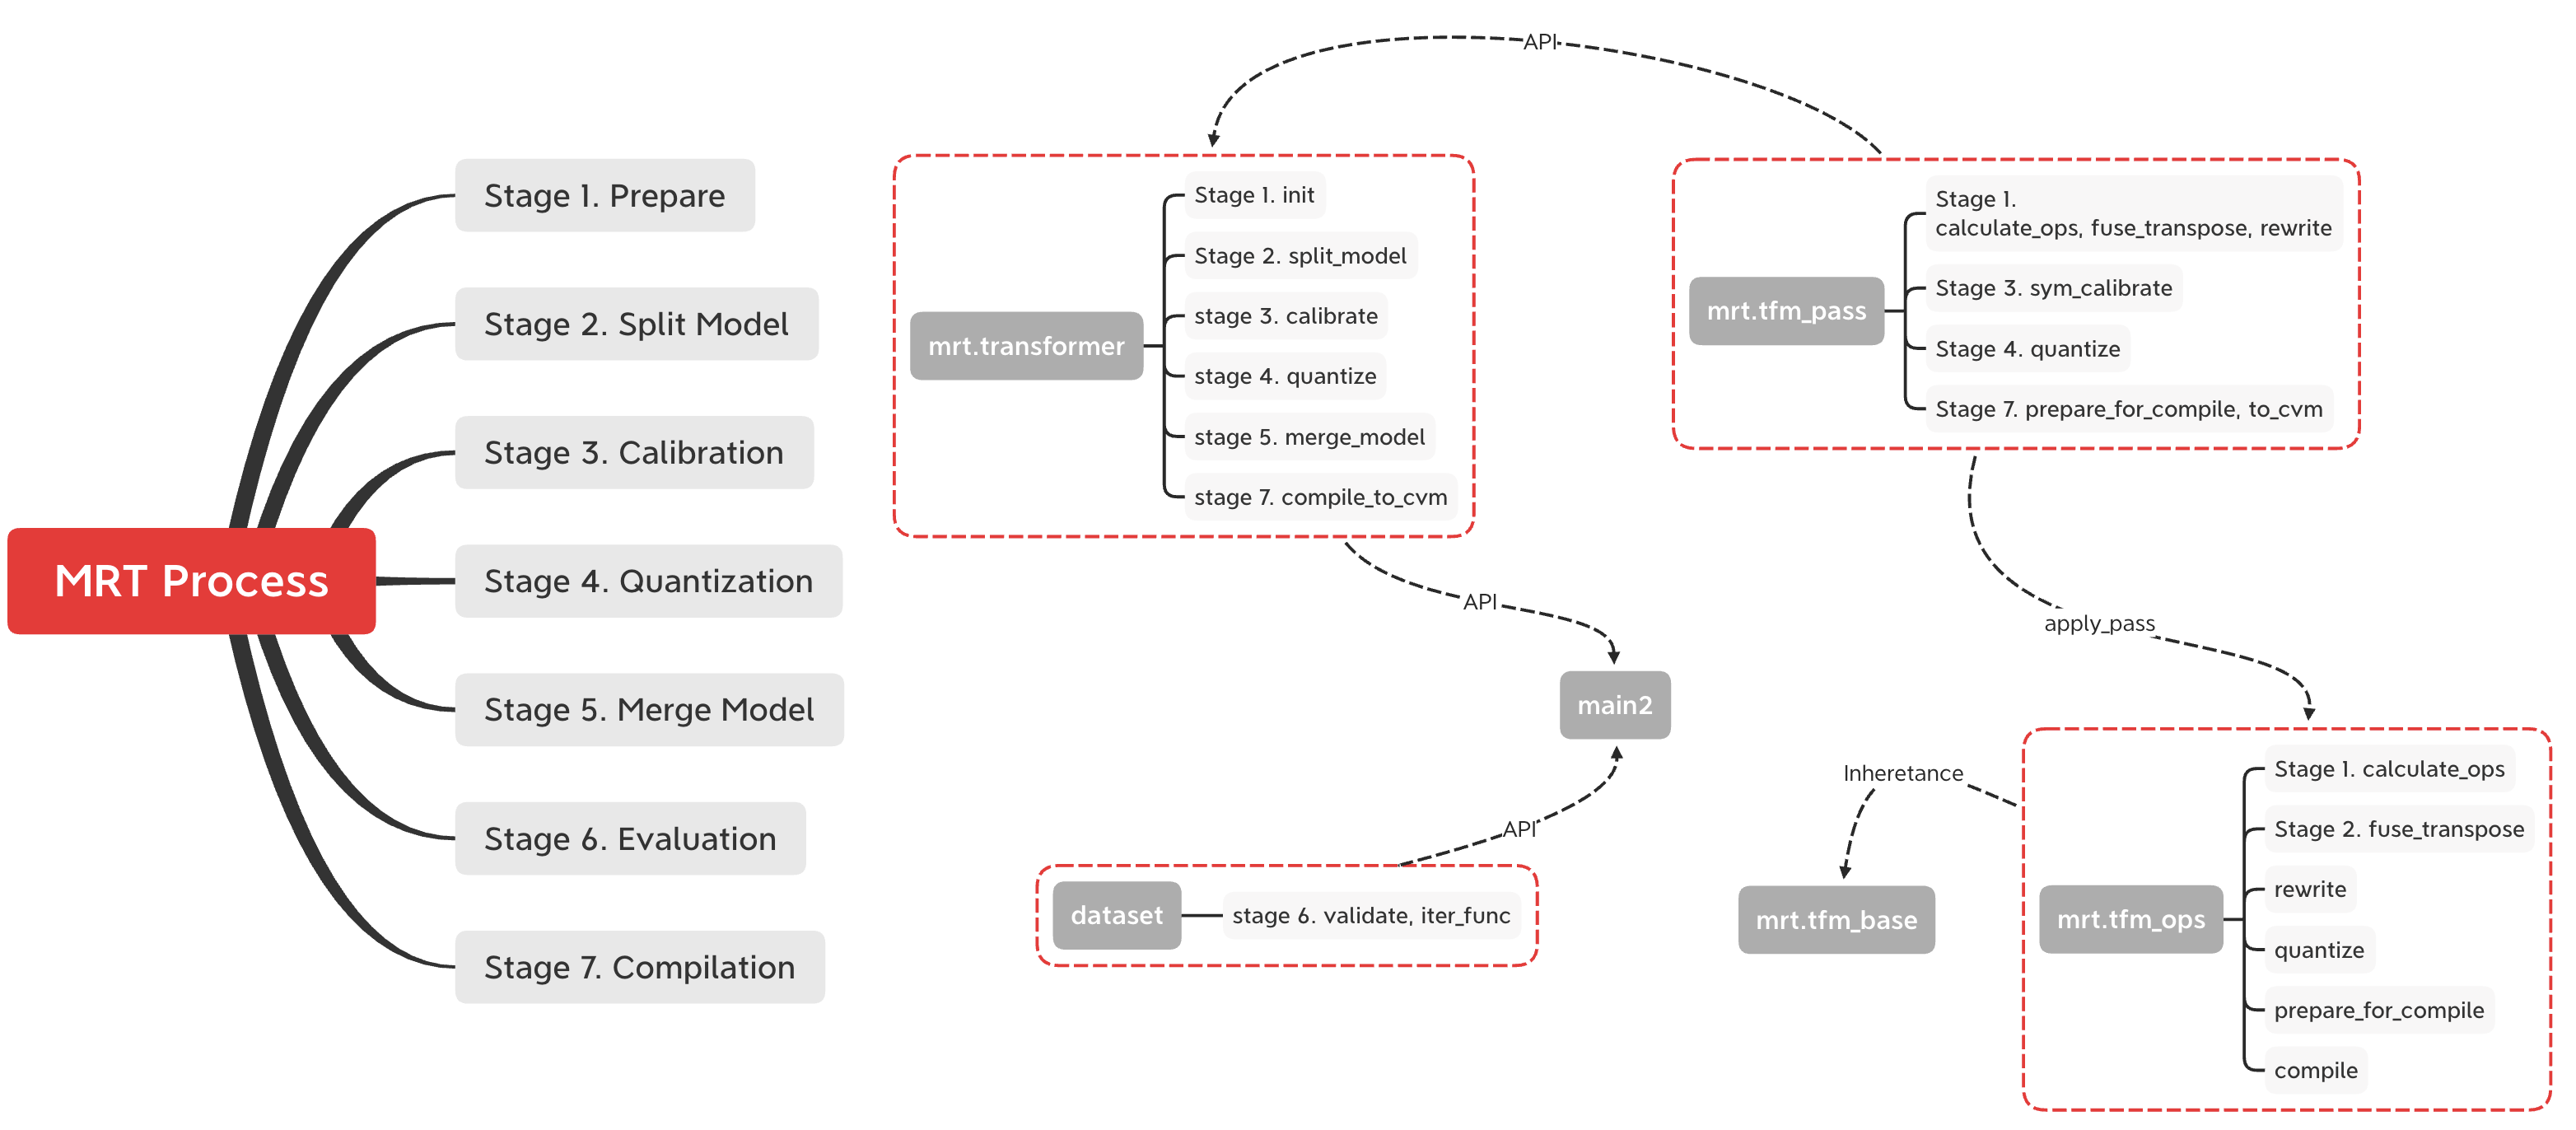 MRT Process
Stage 1. Prepare
Stage 2. Split Model
Stage 3. Calibration
Stage 4. Quantization
Stage 5. Merge Model
Stage 6. Evaluation
Stage 7. Compilation
API
mrt.transformer
Stage 1. init
Stage 2. split_model
stage 3. calibrate
stage 4. quantize
stage 5. merge_model
stage 7. compile_to_cvm
mrt.tfm_pass
Stage 1.
calculate_ops, fuse_transpose, rewrite
Stage 3. sym_calibrate
Stage 4. quantize
Stage 7. prepare_for_compile, to_cvm
API
apply_pass
main2
API
dataset
stage 6. validate, iter_func
Inheretance
mrt.tfm_base
mrt.tfm_ops
Stage 1. calculate_ops
Stage 2. fuse_transpose
rewrite
quantize
prepare_for_compile
compile